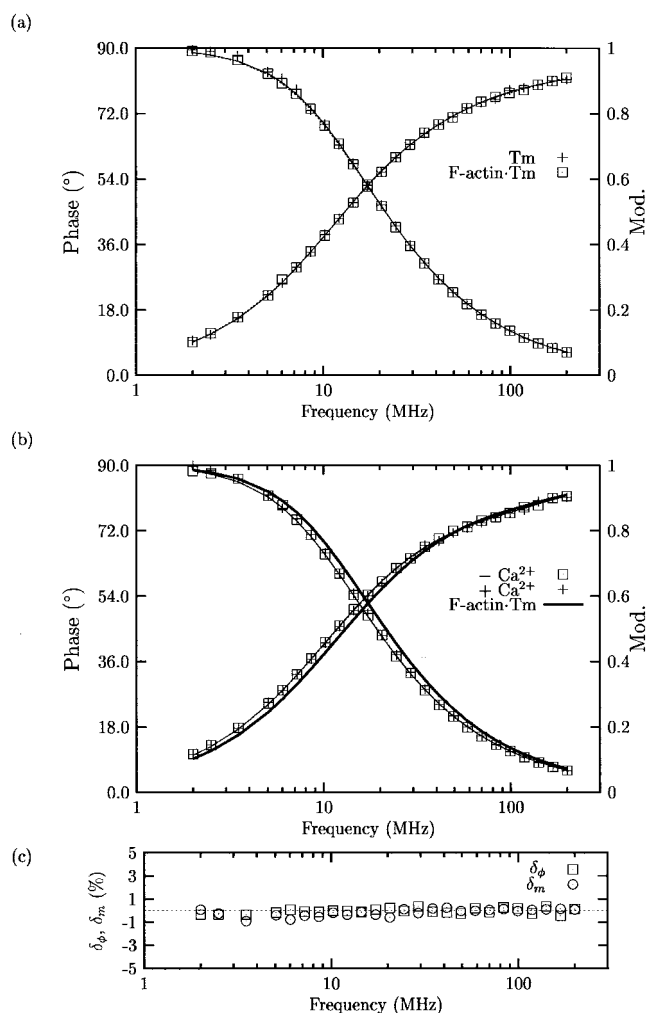 (a)
90.0
72.0
54.0
36.0
18.0
0.0
Phase (°)
1
0.8
0.6
0.4
0.2
0
Mod.
Tm
F-actin·Tm
1
10
100
Frequency (MHz)
(b)
90.0
72.0
54.0
36.0
18.0
0.0
Phase (°)
1
0.8
0.6
0.4
0.2
0
Mod.
− Ca²⁺
+ Ca²⁺
F-actin·Tm
1
10
100
Frequency (MHz)
(c)
5
3
1
-1
-3
-5
δϕ, δm (%)
δϕ
δm
1
10
100
Frequency (MHz)